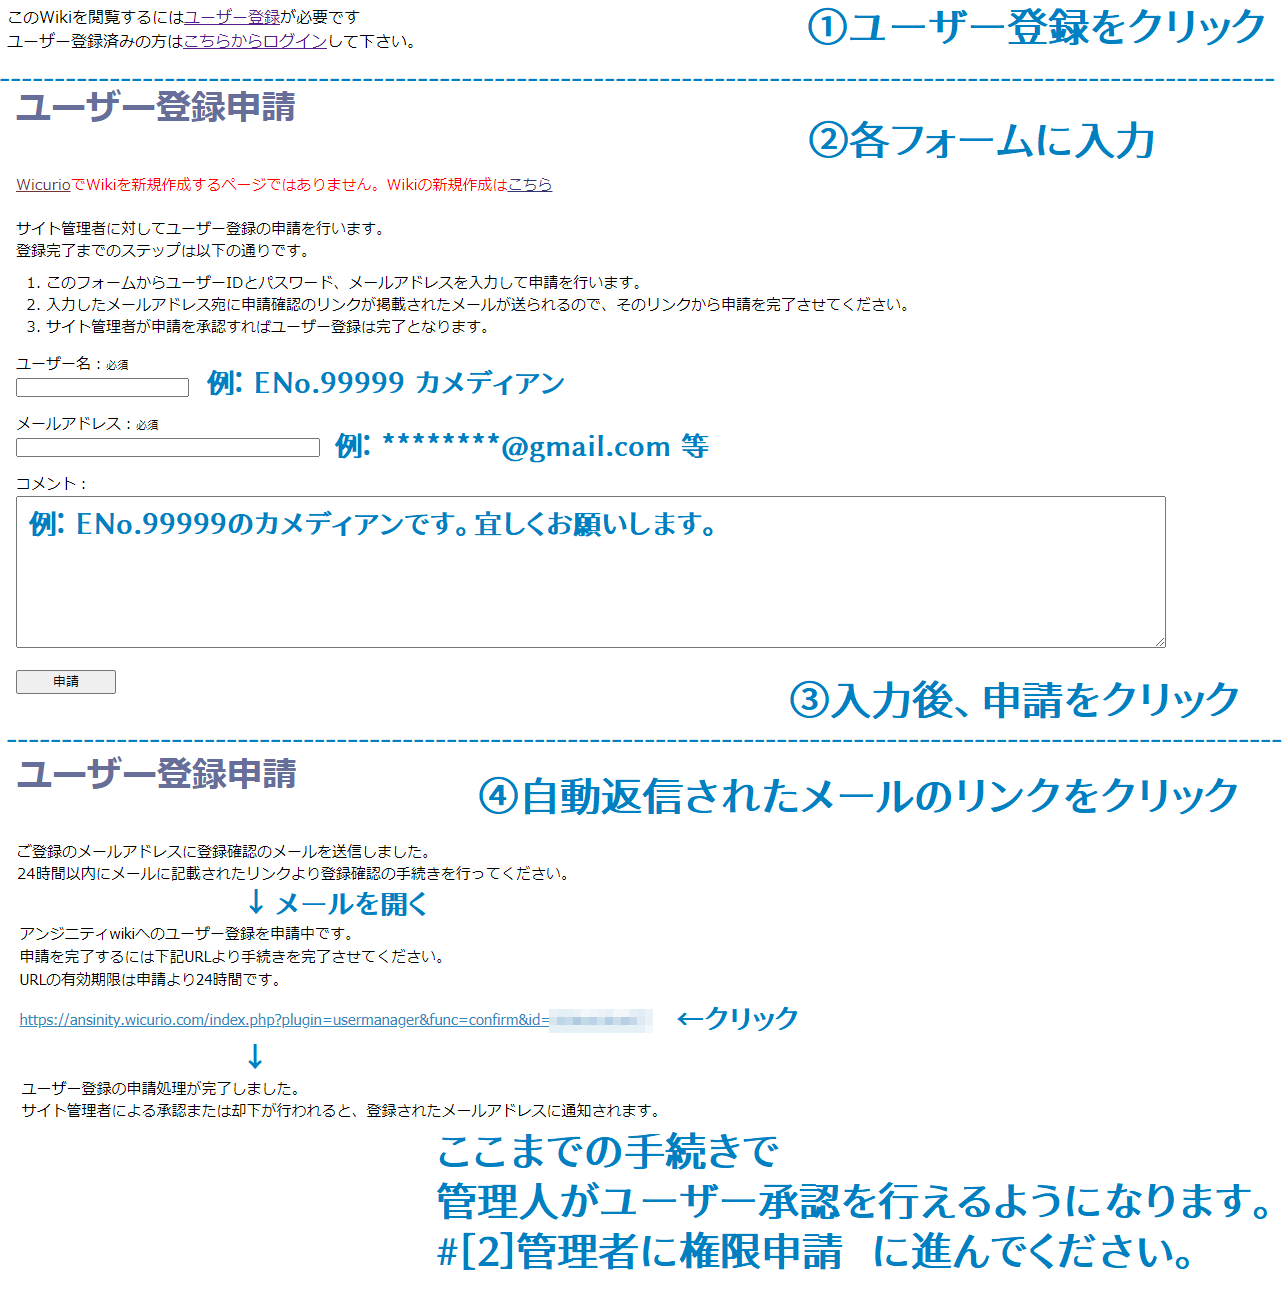 このWikiを閲覧するにはユーザー登録が必要です
ユーザー登録済みの方はこちらからログインして下さい。
①ユーザー登録をクリック
ユーザー登録申請
②各フォームに入力
WicurioでWikiを新規作成するページではありません。Wikiの新規作成はこちら
サイト管理者に対してユーザー登録の申請を行います。
登録完了までのステップは以下の通りです。
1. このフォームからユーザーIDとパスワード、メールアドレスを入力して申請を行います。
2. 入力したメールアドレス宛に申請確認のリンクが掲載されたメールが送られるので、そのリンクから申請を完了させてください。
3. サイト管理者が申請を承認すればユーザー登録は完了となります。
ユーザー名：必須
例: ENo.99999 カメディアン
メールアドレス：必須
例: ********@gmail.com 等
コメント：
例: ENo.99999のカメディアンです。宜しくお願いします。
申請
③入力後、申請をクリック
ユーザー登録申請
④自動返信されたメールのリンクをクリック
ご登録のメールアドレスに登録確認のメールを送信しました。
24時間以内にメールに記載されたリンクより登録確認の手続きを行ってください。
↓メールを開く
アンジニティwikiへのユーザー登録を申請中です。
申請を完了するには下記URLより手続きを完了させてください。
URLの有効期限は申請より24時間です。
https://ansinity.wicurio.com/index.php?plugin=usermanager&func=confirm&id=
←クリック
↓
ユーザー登録の申請処理が完了しました。
サイト管理者による承認または却下が行われると、登録されたメールアドレスに通知されます。
ここまでの手続きで
管理人がユーザー承認を行えるようになります。
#[2]管理者に権限申請　に進んでください。